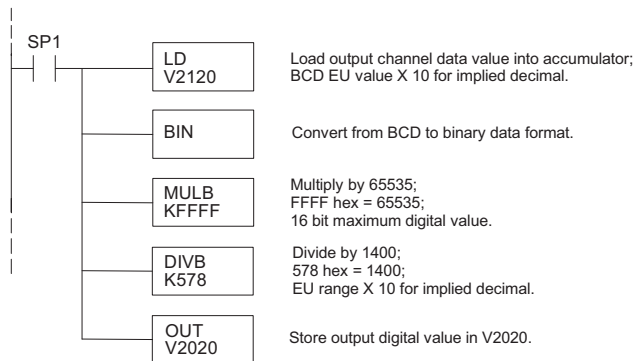 SP1
LD
V2120
Load output channel data value into accumulator;
BCD EU value X 10 for implied decimal.
BIN
Convert from BCD to binary data format.
MULB
KFFFF
Multiply by 65535;
FFFF hex = 65535;
16 bit maximum digital value.
DIVB
K578
Divide by 1400;
578 hex = 1400;
EU range X 10 for implied decimal.
OUT
V2020
Store output digital value in V2020.